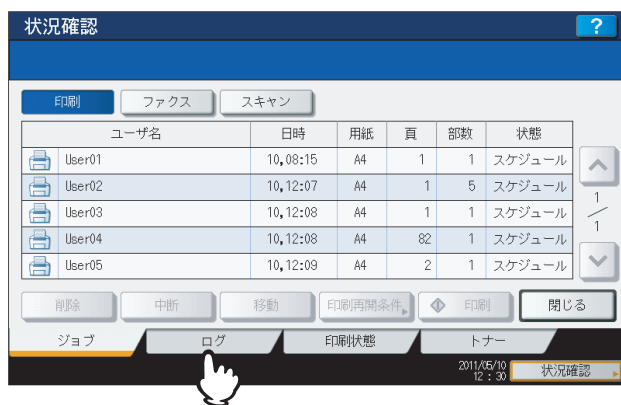 状況確認 ?
印刷 ファクス スキャン
ユーザ名 日時 用紙 頁 部数 状態
User01 10,08:15 A4 1 1 スケジュール
User02 10,12:07 A4 1 5 スケジュール
User03 10,12:08 A4 1 1 スケジュール
User04 10,12:08 A4 82 1 スケジュール
User05 10,12:09 A4 2 1 スケジュール
1
/
1
削除 中断 移動 印刷再開条件 印刷 閉じる
ジョブ ログ 印刷状態 トナー
2011/05/10
12 : 30 状況確認